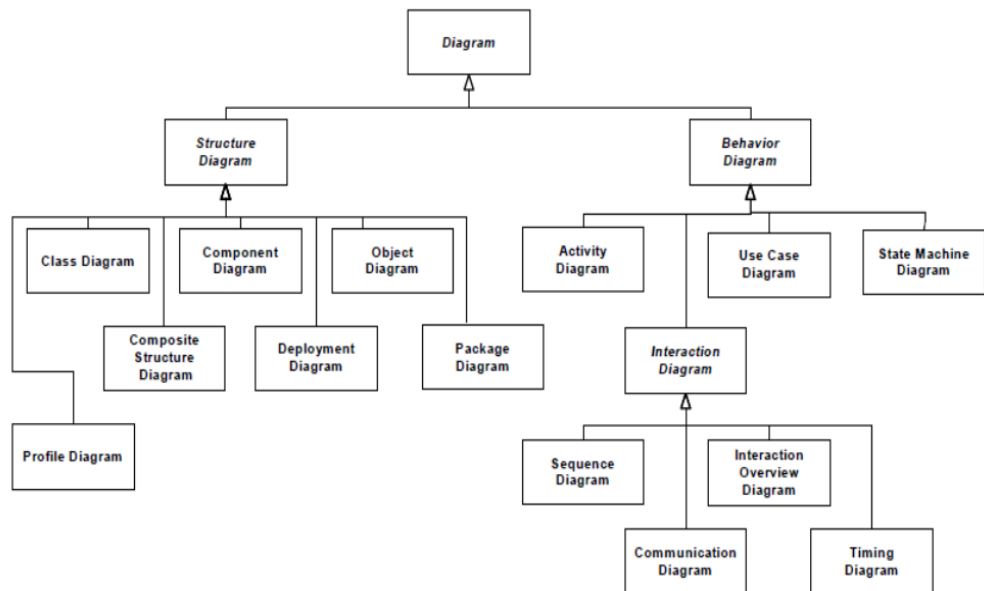 Diagram
Structure
Diagram
Behavior
Diagram
Class Diagram
Component
Diagram
Object
Diagram
Activity
Diagram
Use Case
Diagram
State Machine
Diagram
Composite
Structure
Diagram
Deployment
Diagram
Package
Diagram
Interaction
Diagram
Profile Diagram
Sequence
Diagram
Interaction
Overview
Diagram
Communication
Diagram
Timing
Diagram